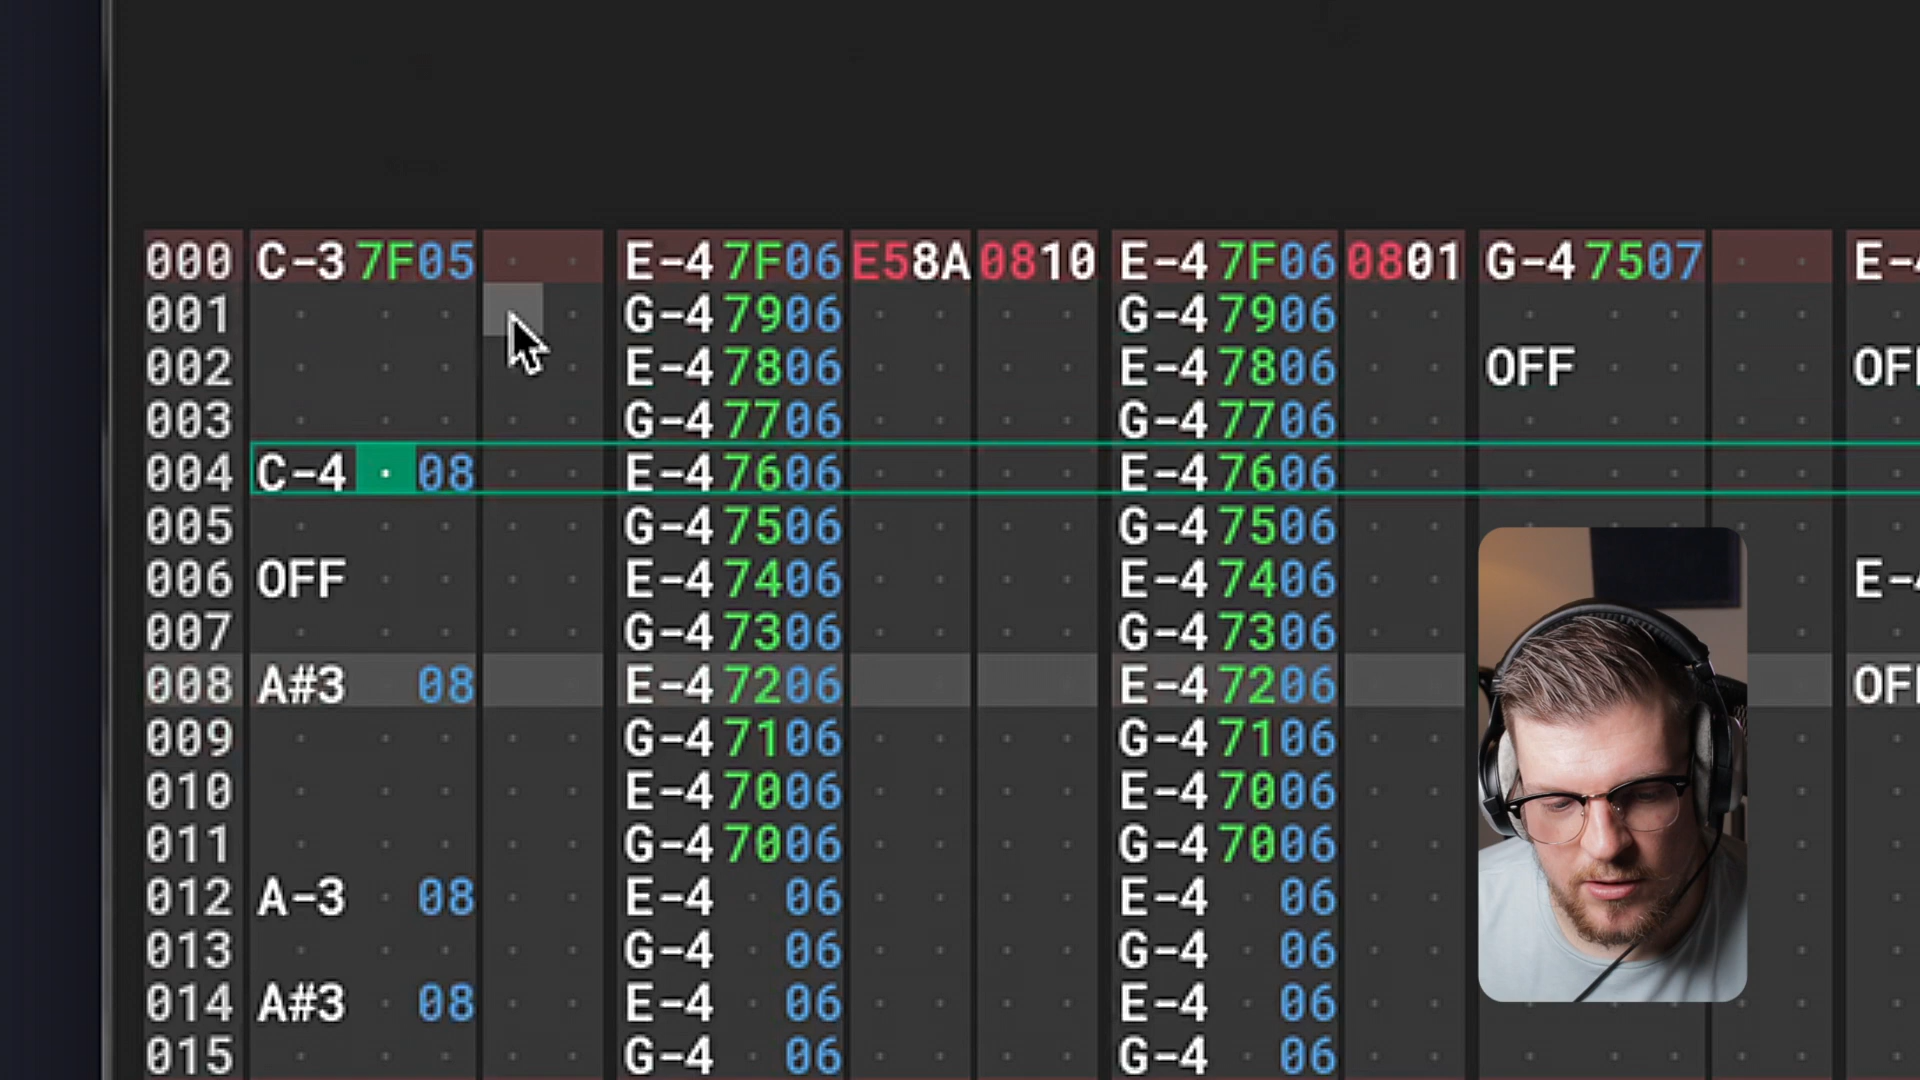 000 C-3 7F05 E-4 7F06 E58A 0810 E-4 7F06 0801 G-4 7507 E-4
001 G-4 7906 G-4 7906
002 E-4 7806 E-4 7806 OFF OFF
003 G-4 7706 G-4 7706
004 C-4 08 E-4 7606 E-4 7606
005 G-4 7506 G-4 7506
006 OFF E-4 7406 E-4 7406 E-4
007 G-4 7306 G-4 7306
008 A#3 08 E-4 7206 E-4 7206 OFF
009 G-4 7106 G-4 7106
010 E-4 7006 E-4 7006
011 G-4 7006 G-4 7006
012 A-3 08 E-4 06 E-4 06
013 G-4 06 G-4 06
014 A#3 08 E-4 06 E-4 06
015 G-4 06 G-4 06